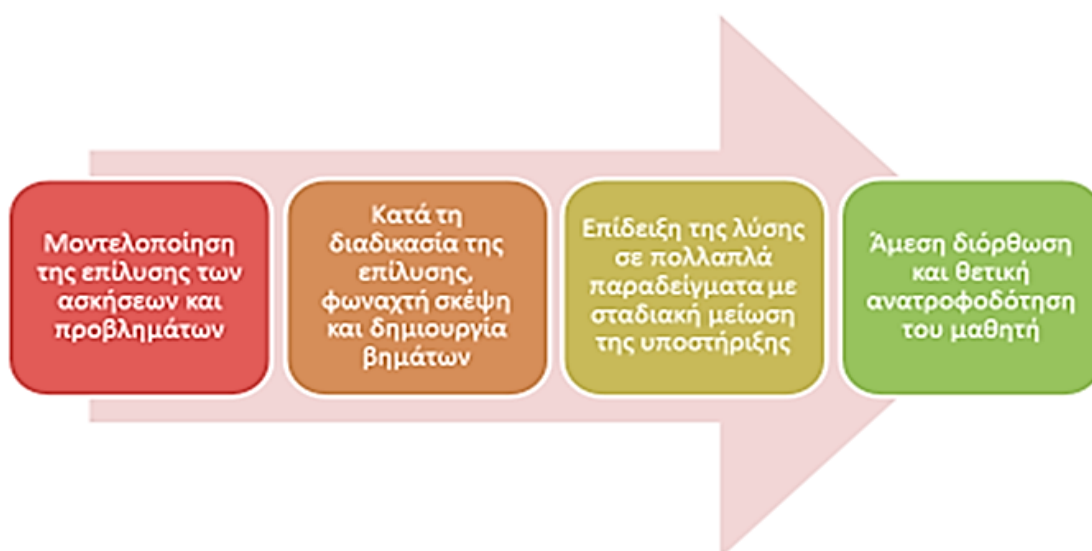 Μοντελοποίηση
της επίλυσης των
ασκήσεων και
προβλημάτων
Κατά τη
διαδικασία της
επίλυσης,
φωναχτή σκέψη
και δημιουργία
βημάτων
Επίδειξη της λύσης
σε πολλαπλά
παραδείγματα με
σταδιακή μείωση
της υποστήριξης
Άμεση διόρθωση
και θετική
ανατροφοδότηση
του μαθητή